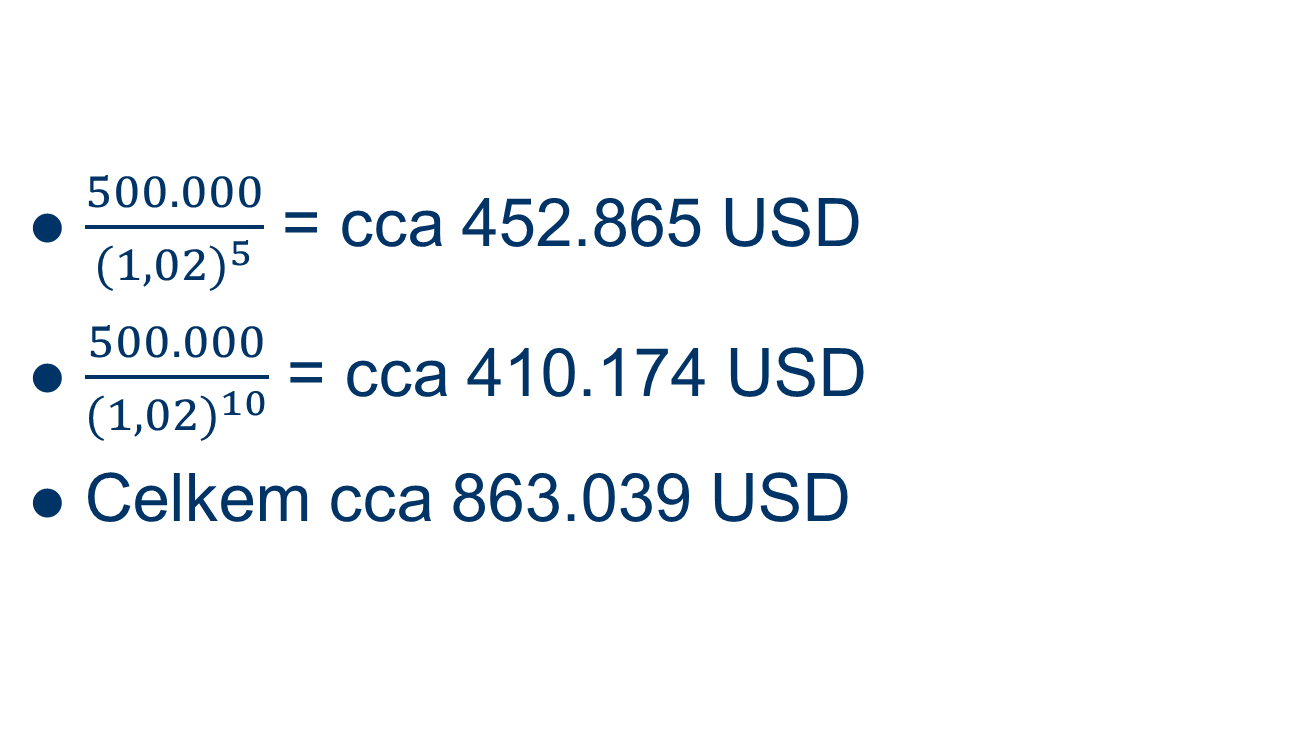 ● 500.000/(1,02)⁵ = cca 452.865 USD
● 500.000/(1,02)¹⁰ = cca 410.174 USD
● Celkem cca 863.039 USD